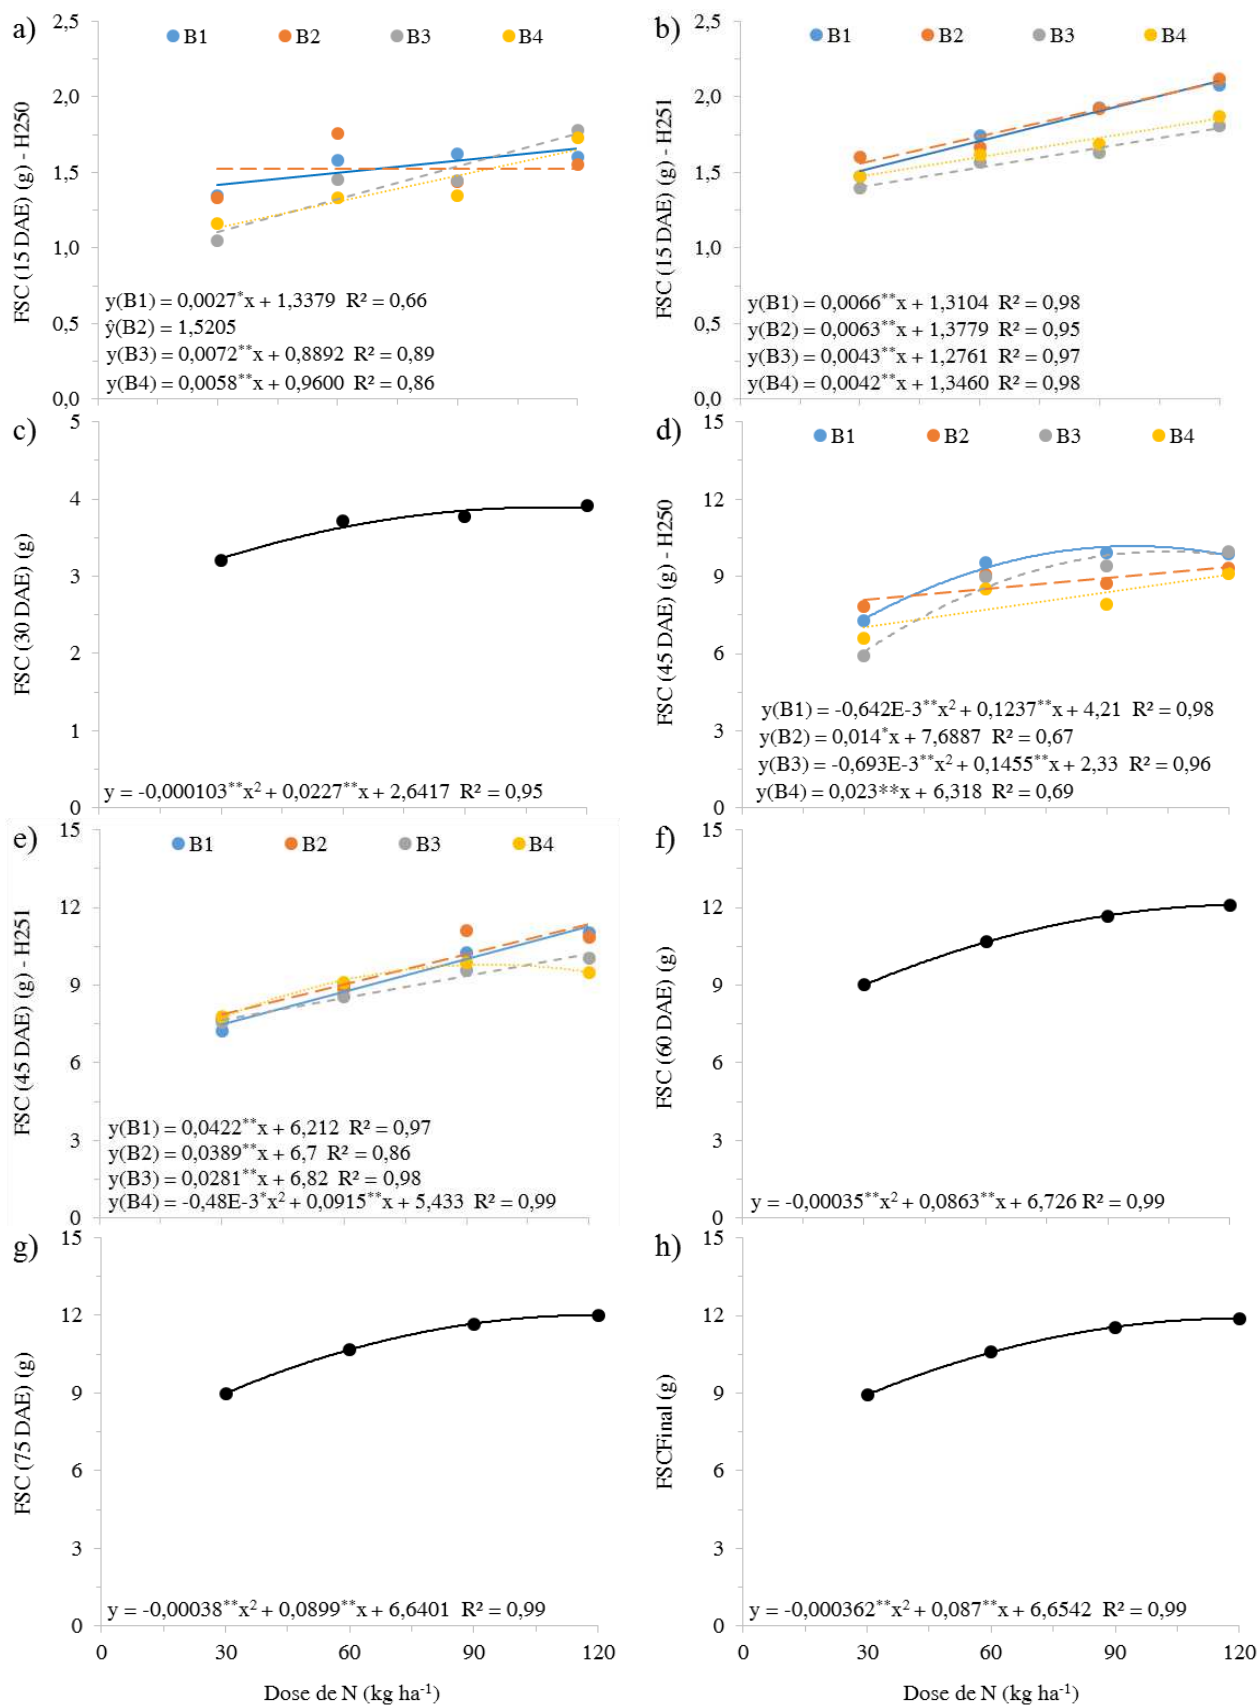 a)
B1 B2 B3 B4
FSC (15 DAE) (g) - H250
2,5
2,0
1,5
1,0
0,5
0,0
y(B1) = 0,0027*x + 1,3379 R² = 0,66
ŷ(B2) = 1,5205
y(B3) = 0,0072**x + 0,8892 R² = 0,89
y(B4) = 0,0058**x + 0,9600 R² = 0,86
b)
B1 B2 B3 B4
FSC (15 DAE) (g) - H251
2,5
2,0
1,5
1,0
0,5
0,0
y(B1) = 0,0066**x + 1,3104 R² = 0,98
y(B2) = 0,0063**x + 1,3779 R² = 0,95
y(B3) = 0,0043**x + 1,2761 R² = 0,97
y(B4) = 0,0042**x + 1,3460 R² = 0,98
c)
FSC (30 DAE) (g)
5
4
3
2
1
0
y = -0,000103**x² + 0,0227**x + 2,6417 R² = 0,95
d)
B1 B2 B3 B4
FSC (45 DAE) (g) - H250
15
12
9
6
3
0
y(B1) = -0,642E-3**x² + 0,1237**x + 4,21 R² = 0,98
y(B2) = 0,014*x + 7,6887 R² = 0,67
y(B3) = -0,693E-3**x² + 0,1455**x + 2,33 R² = 0,96
y(B4) = 0,023**x + 6,318 R² = 0,69
e)
B1 B2 B3 B4
FSC (45 DAE) (g) - H251
15
12
9
6
3
0
y(B1) = 0,0422**x + 6,212 R² = 0,97
y(B2) = 0,0389**x + 6,7 R² = 0,86
y(B3) = 0,0281**x + 6,82 R² = 0,98
y(B4) = -0,48E-3*x² + 0,0915**x + 5,433 R² = 0,99
f)
FSC (60 DAE) (g)
15
12
9
6
3
0
y = -0,00035**x² + 0,0863**x + 6,726 R² = 0,99
g)
FSC (75 DAE) (g)
15
12
9
6
3
0
y = -0,00038**x² + 0,0899**x + 6,6401 R² = 0,99
0 30 60 90 120
Dose de N (kg ha⁻¹)
h)
FSCFinal (g)
15
12
9
6
3
0
y = -0,000362**x² + 0,087**x + 6,6542 R² = 0,99
0 30 60 90 120
Dose de N (kg ha⁻¹)